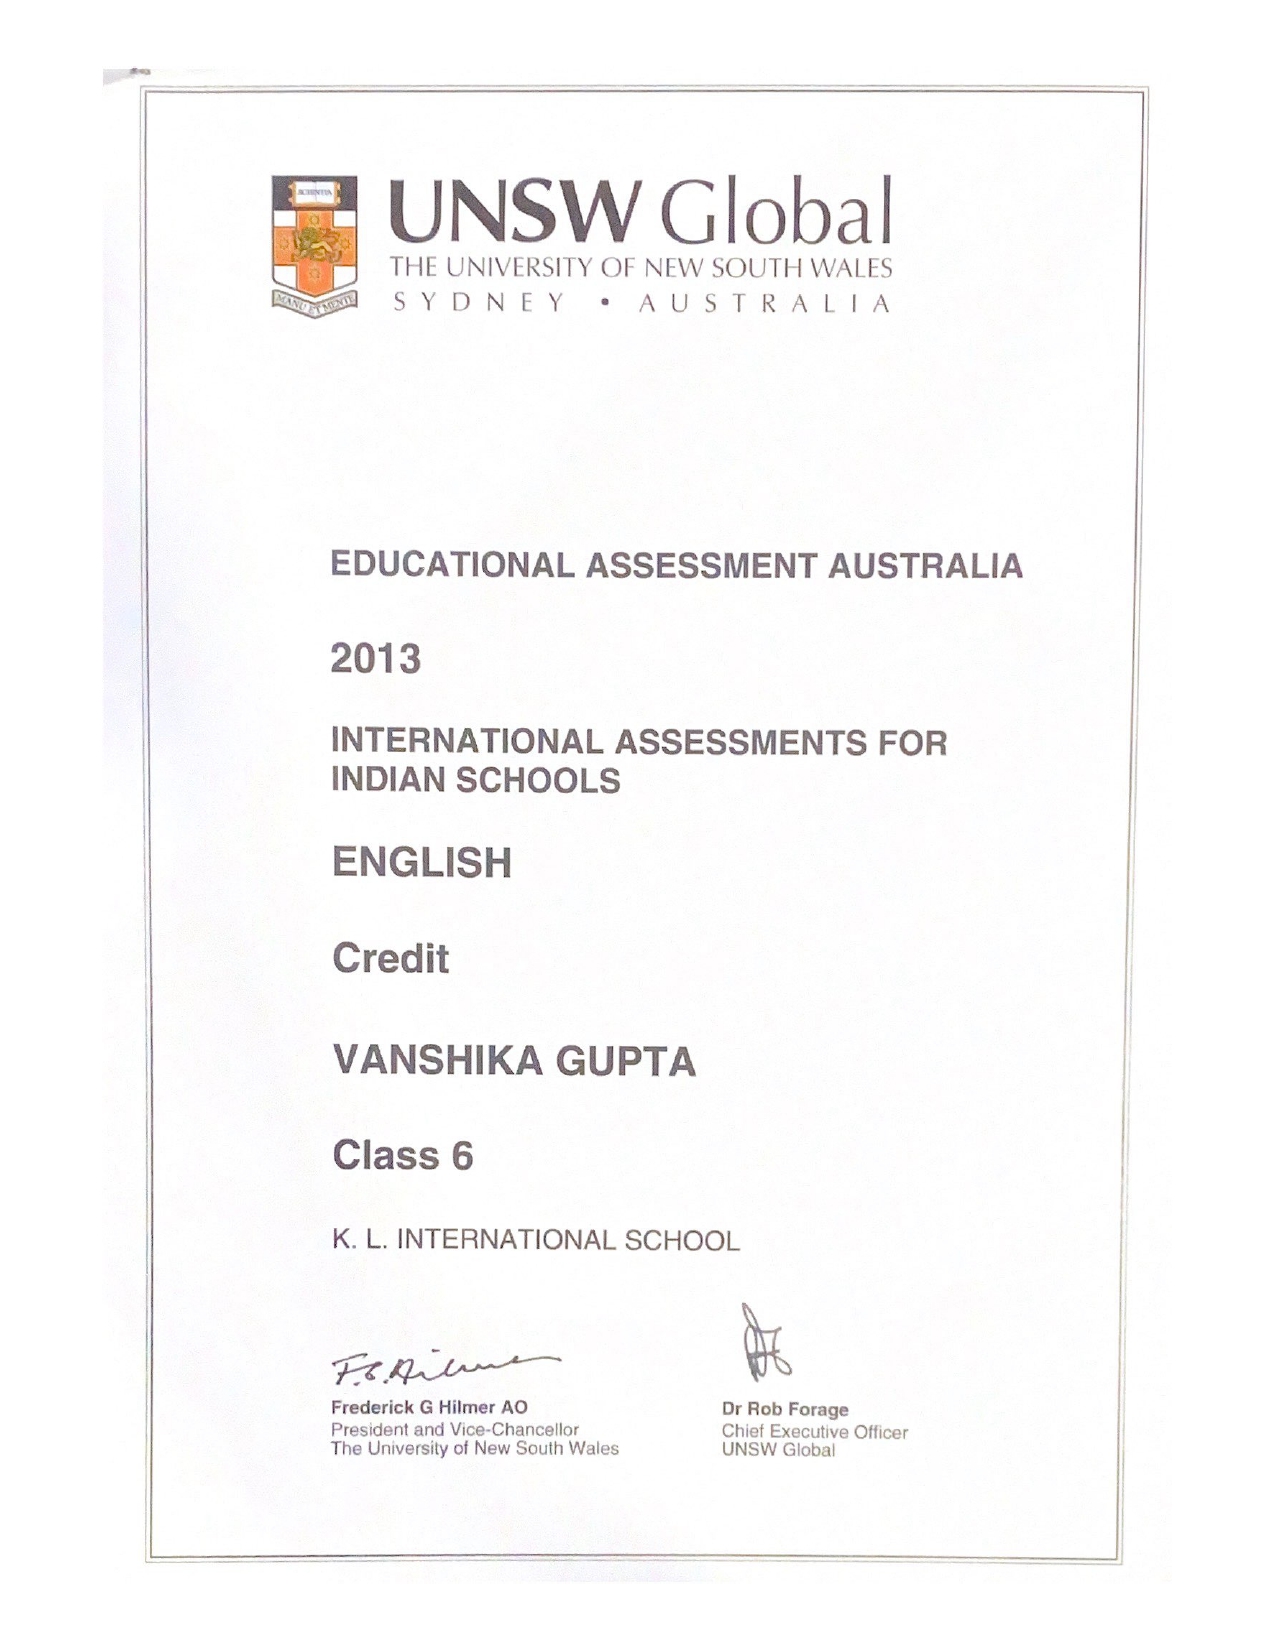 SCIENTIA
MANU ET MENTE
UNSW Global
THE UNIVERSITY OF NEW SOUTH WALES
SYDNEY • AUSTRALIA
EDUCATIONAL ASSESSMENT AUSTRALIA
2013
INTERNATIONAL ASSESSMENTS FOR
INDIAN SCHOOLS
ENGLISH
Credit
VANSHIKA GUPTA
Class 6
K. L. INTERNATIONAL SCHOOL
F.G.Hilmer
Frederick G Hilmer AO
President and Vice-Chancellor
The University of New South Wales
Dr Rob Forage
Chief Executive Officer
UNSW Global